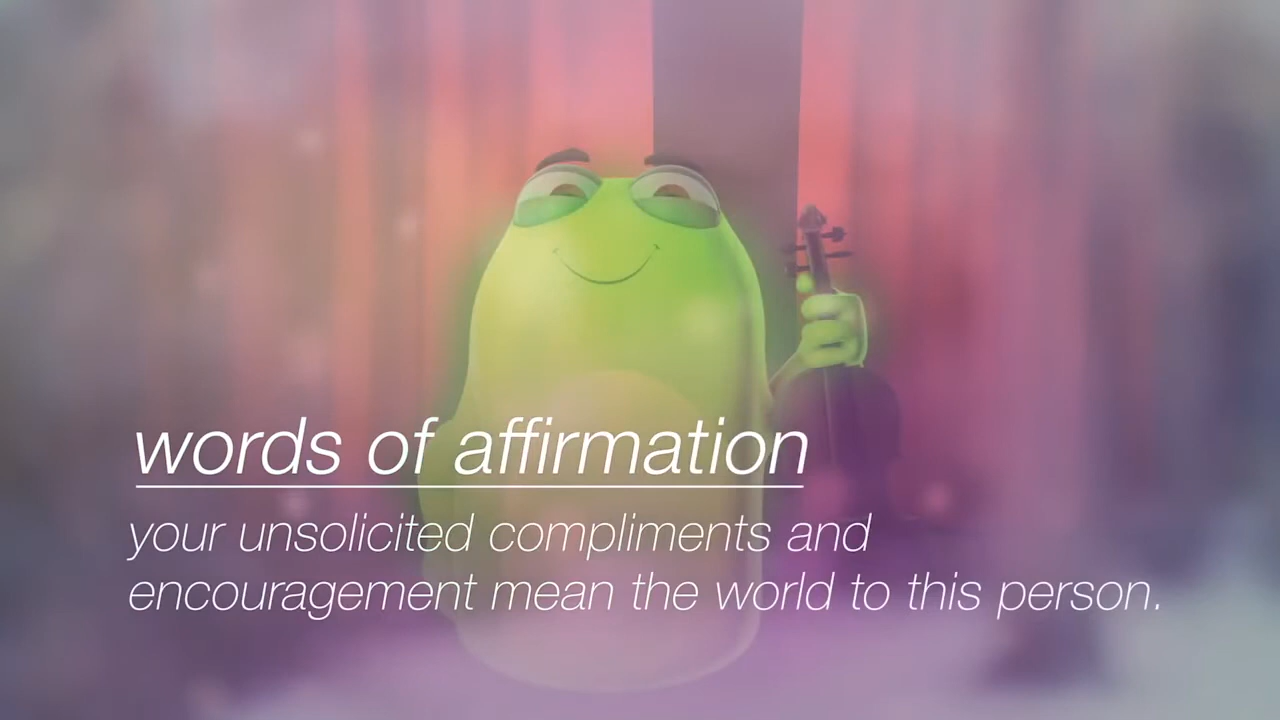 words of affirmation
your unsolicited compliments and
encouragement mean the world to this person.